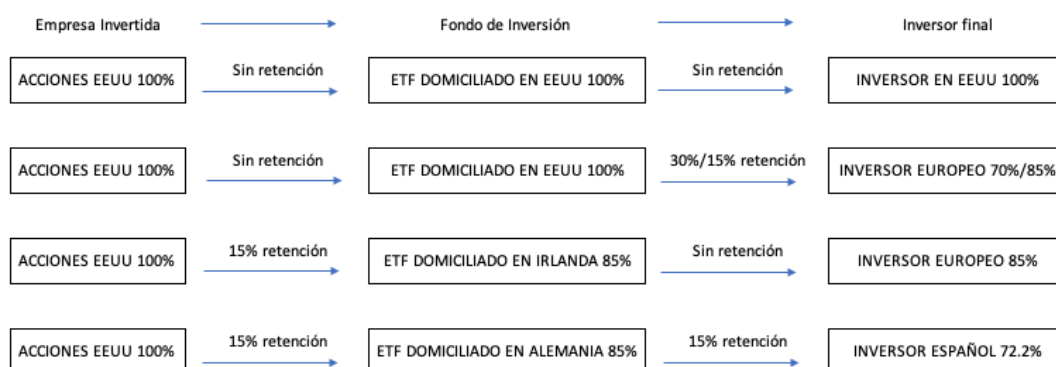 Empresa Invertida Fondo de Inversión Inversor final
ACCIONES EEUU 100% Sin retención ETF DOMICILIADO EN EEUU 100% Sin retención INVERSOR EN EEUU 100%
ACCIONES EEUU 100% Sin retención ETF DOMICILIADO EN EEUU 100% 30%/15% retención INVERSOR EUROPEO 70%/85%
ACCIONES EEUU 100% 15% retención ETF DOMICILIADO EN IRLANDA 85% Sin retención INVERSOR EUROPEO 85%
ACCIONES EEUU 100% 15% retención ETF DOMICILIADO EN ALEMANIA 85% 15% retención INVERSOR ESPAÑOL 72.2%